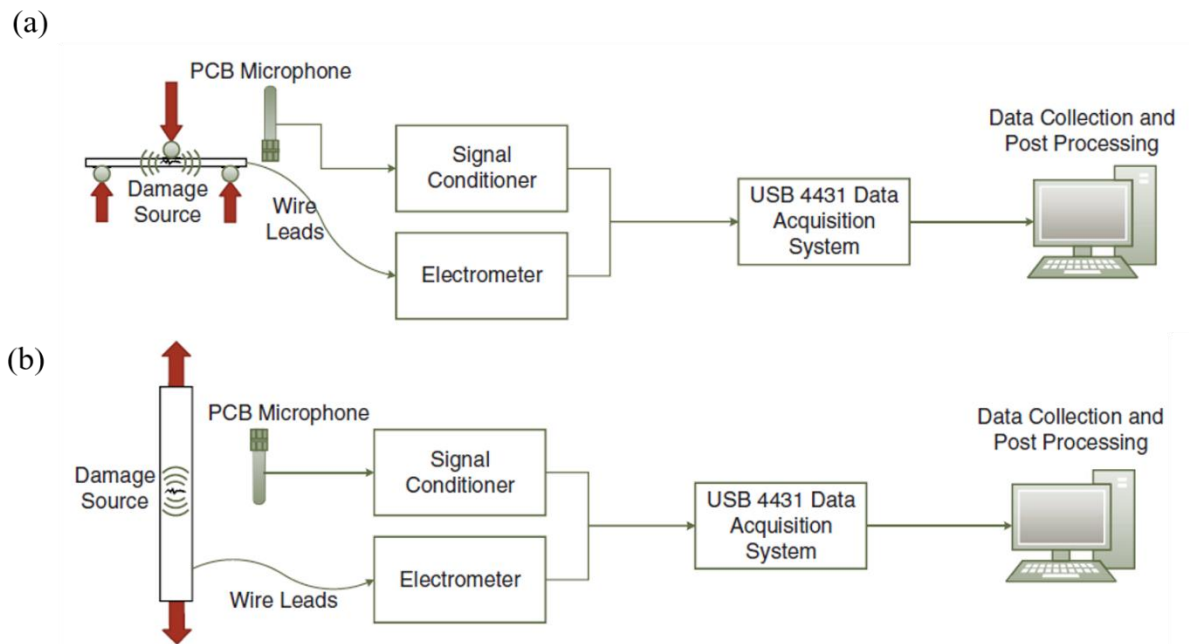 (a)
PCB Microphone
Damage
Source
Wire
Leads
Signal
Conditioner
Electrometer
USB 4431 Data
Acquisition
System
Data Collection and
Post Processing
(b)
Damage
Source
PCB Microphone
Wire Leads
Signal
Conditioner
Electrometer
USB 4431 Data
Acquisition
System
Data Collection and
Post Processing